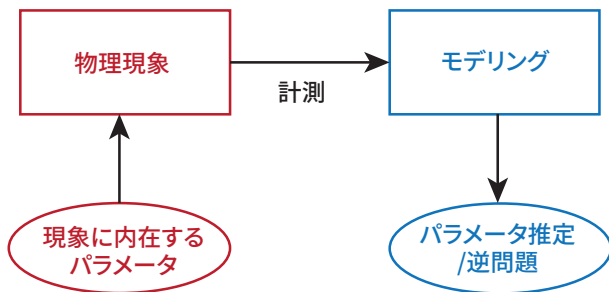 物理現象
計測
モデリング
現象に内在する
パラメータ
パラメータ推定
/逆問題